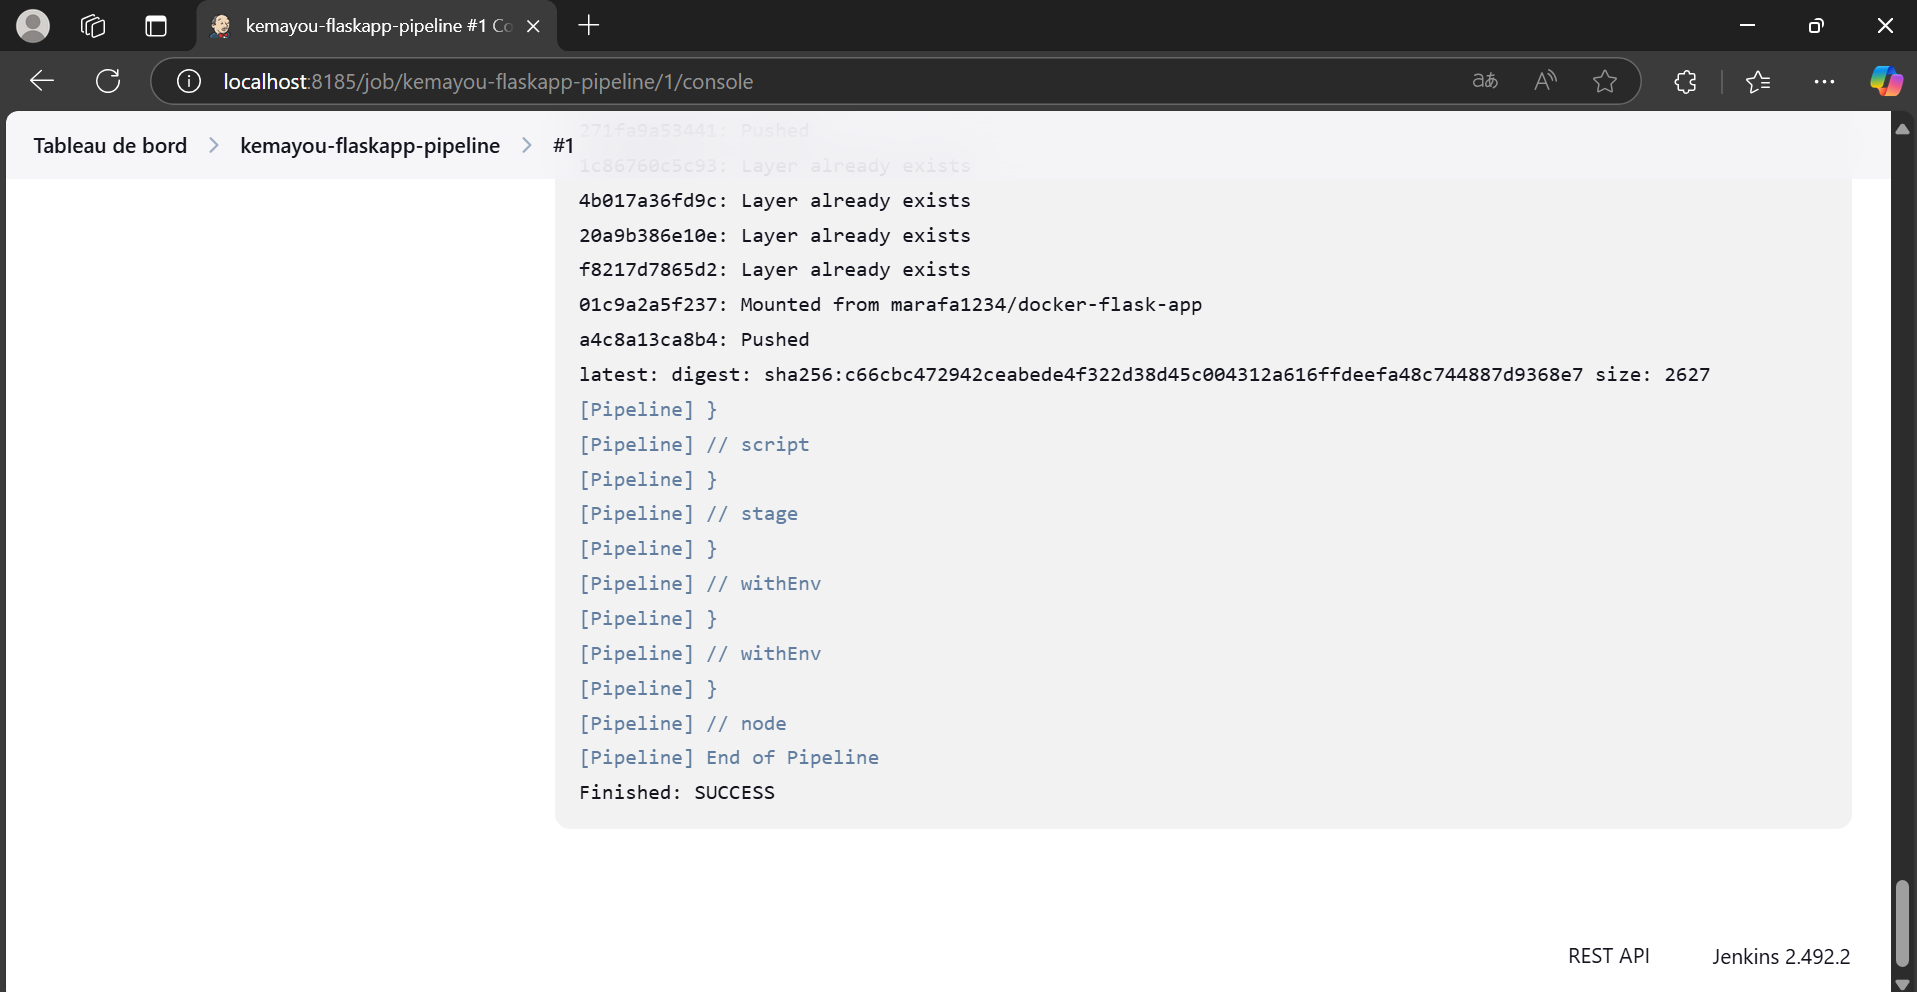 kemayou-flaskapp-pipeline #1 Co
localhost:8185/job/kemayou-flaskapp-pipeline/1/console
Tableau de bord > kemayou-flaskapp-pipeline > #1
271fa9a53441: Pushed
1c86760c5c93: Layer already exists
4b017a36fd9c: Layer already exists
20a9b386e10e: Layer already exists
f8217d7865d2: Layer already exists
01c9a2a5f237: Mounted from marafa1234/docker-flask-app
a4c8a13ca8b4: Pushed
latest: digest: sha256:c66cbc472942ceabede4f322d38d45c004312a616ffdeefa48c744887d9368e7 size: 2627
[Pipeline] }
[Pipeline] // script
[Pipeline] }
[Pipeline] // stage
[Pipeline] }
[Pipeline] // withEnv
[Pipeline] }
[Pipeline] // withEnv
[Pipeline] }
[Pipeline] // node
[Pipeline] End of Pipeline
Finished: SUCCESS
REST API Jenkins 2.492.2